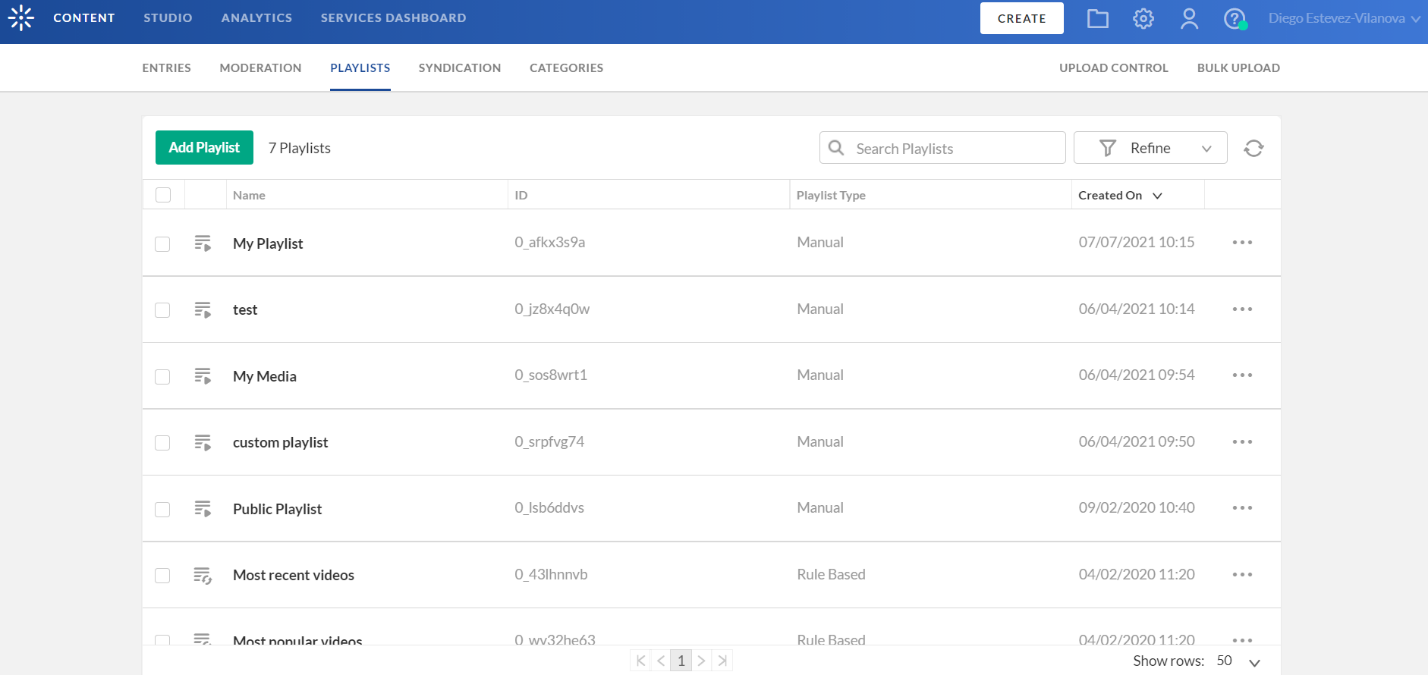 CONTENT STUDIO ANALYTICS SERVICES DASHBOARD CREATE ? Diego Estevez-Vilanova
ENTRIES MODERATION PLAYLISTS SYNDICATION CATEGORIES UPLOAD CONTROL BULK UPLOAD
Add Playlist 7 Playlists Search Playlists Refine
Name ID Playlist Type Created On
My Playlist 0_afkx3s9a Manual 07/07/2021 10:15
test 0_jz8x4q0w Manual 06/04/2021 10:14
My Media 0_sos8wrt1 Manual 06/04/2021 09:54
custom playlist 0_srpfvg74 Manual 06/04/2021 09:50
Public Playlist 0_lsb6ddvs Manual 09/02/2020 10:40
Most recent videos 0_43lhnnvb Rule Based 04/02/2020 11:20
Most popular videos 0_wv32he63 Rule Based 04/02/2020 11:20
1 Show rows: 50